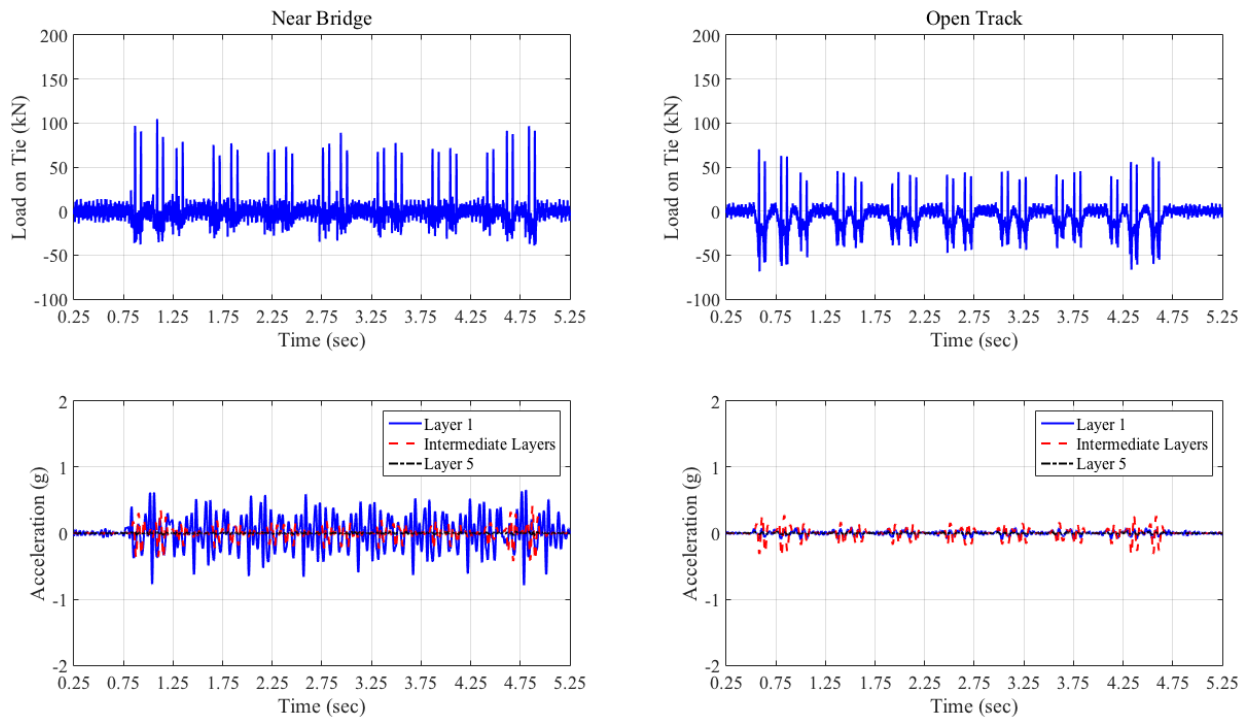 Near Bridge
200
150
100
50
0
-50
-100
Load on Tie (kN)
0.25 0.75 1.25 1.75 2.25 2.75 3.25 3.75 4.25 4.75 5.25
Time (sec)
Open Track
200
150
100
50
0
-50
-100
Load on Tie (kN)
0.25 0.75 1.25 1.75 2.25 2.75 3.25 3.75 4.25 4.75 5.25
Time (sec)
2
1
0
-1
-2
Acceleration (g)
Layer 1
Intermediate Layers
Layer 5
0.25 0.75 1.25 1.75 2.25 2.75 3.25 3.75 4.25 4.75 5.25
Time (sec)
2
1
0
-1
-2
Acceleration (g)
Layer 1
Intermediate Layers
Layer 5
0.25 0.75 1.25 1.75 2.25 2.75 3.25 3.75 4.25 4.75 5.25
Time (sec)